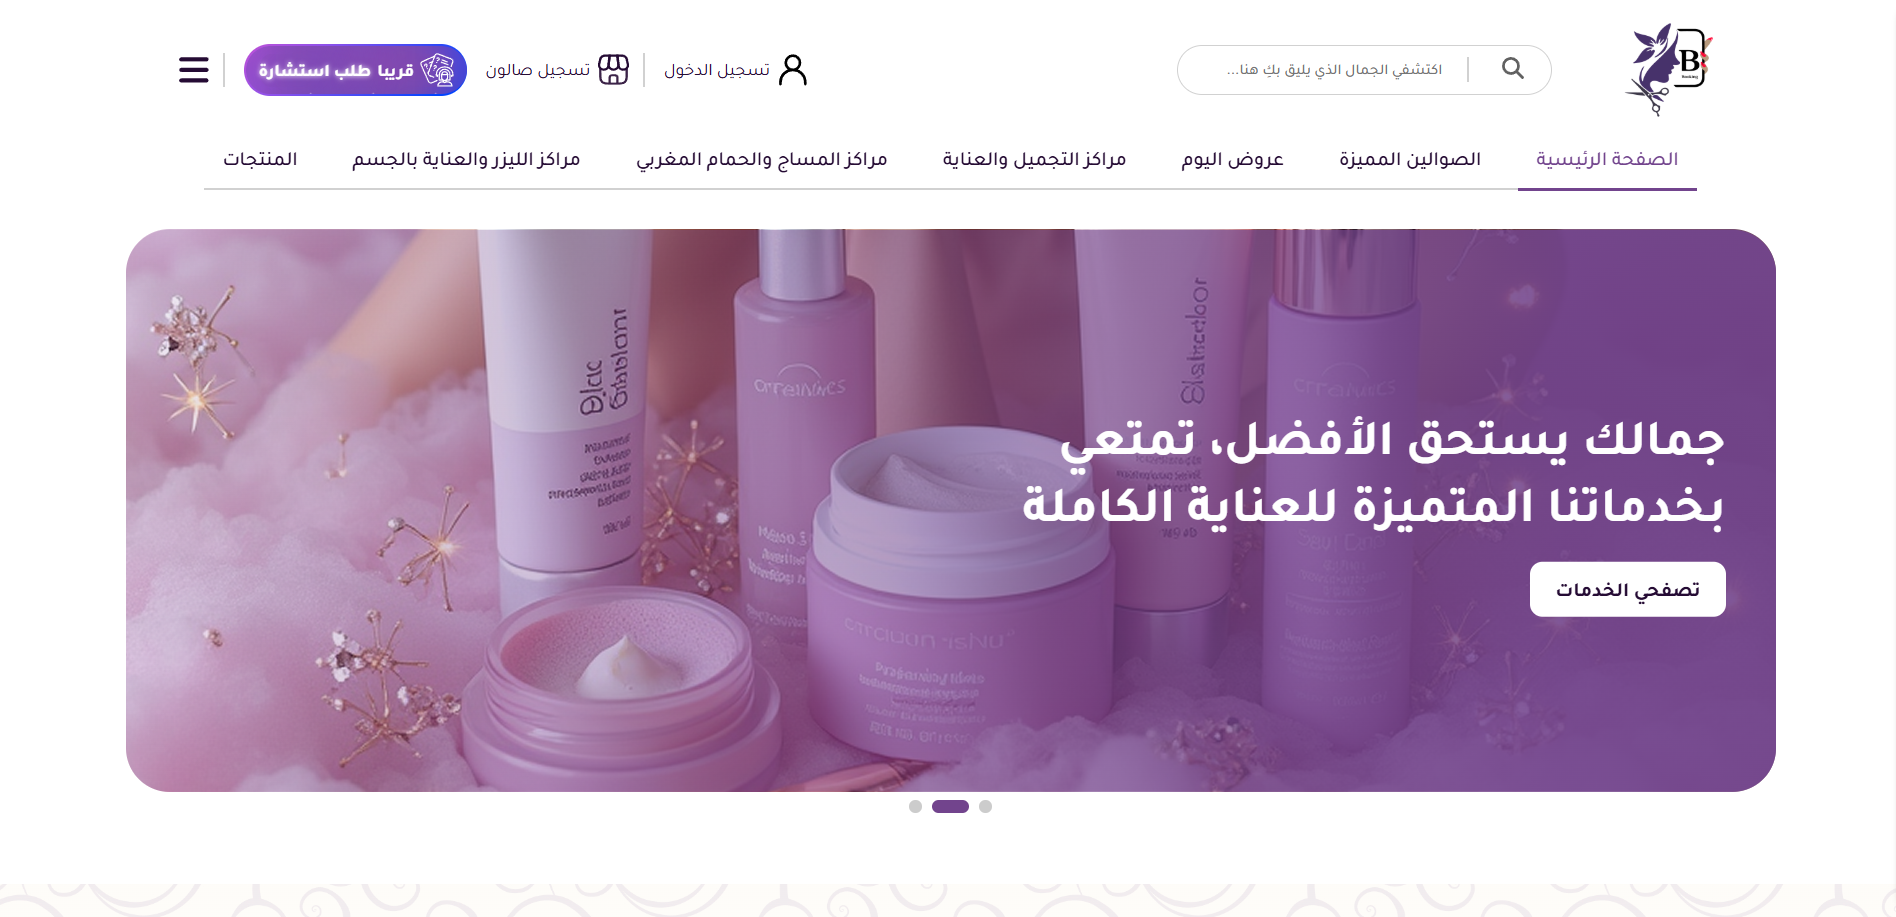 B
Booking
اكتشفي الجمال الذي يليق بكِ هنا...
تسجيل الدخول
تسجيل صالون
قريبا طلب استشارة
الصفحة الرئيسية
الصوالين المميزة
عروض اليوم
مراكز التجميل والعناية
مراكز المساج والحمام المغربي
مراكز الليزر والعناية بالجسم
المنتجات
جمالك يستحق الأفضل، تمتعي
بخدماتنا المتميزة للعناية الكاملة
تصفحي الخدمات